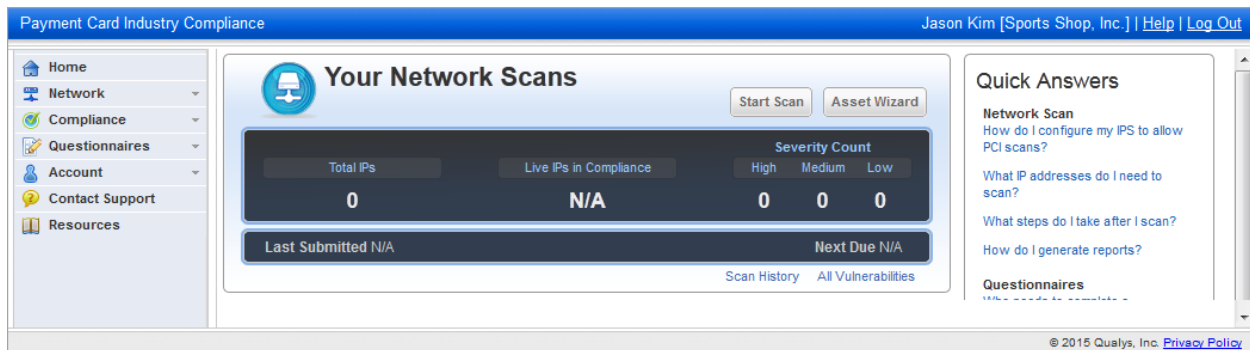 Payment Card Industry Compliance
Jason Kim [Sports Shop, Inc.] | Help | Log Out
Home
Network
Compliance
Questionnaires
Account
Contact Support
Resources
Your Network Scans
Start Scan
Asset Wizard
Severity Count
Total IPs
Live IPs in Compliance
High Medium Low
0
N/A
0 0 0
Last Submitted N/A
Next Due N/A
Scan History
All Vulnerabilities
Quick Answers
Network Scan
How do I configure my IPS to allow
PCI scans?
What IP addresses do I need to
scan?
What steps do I take after I scan?
How do I generate reports?
Questionnaires
© 2015 Qualys, Inc. Privacy Policy